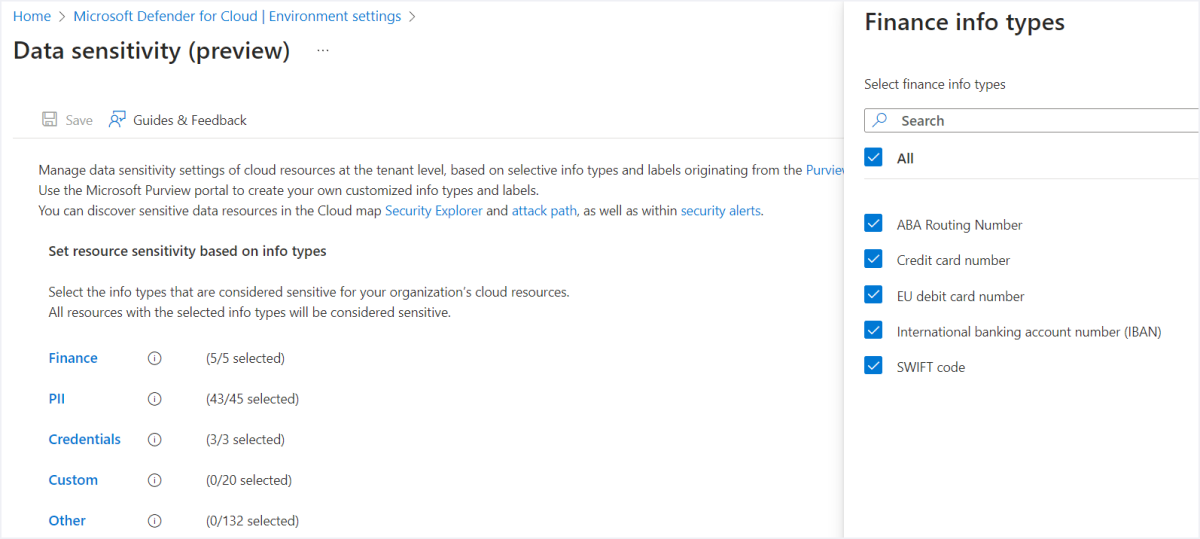 Home > Microsoft Defender for Cloud | Environment settings >
Data sensitivity (preview) ...
Save Guides & Feedback
Manage data sensitivity settings of cloud resources at the tenant level, based on selective info types and labels originating from the Purview
Use the Microsoft Purview portal to create your own customized info types and labels.
You can discover sensitive data resources in the Cloud map Security Explorer and attack path, as well as within security alerts.
Set resource sensitivity based on info types
Select the info types that are considered sensitive for your organization's cloud resources.
All resources with the selected info types will be considered sensitive.
Finance (5/5 selected)
PII (43/45 selected)
Credentials (3/3 selected)
Custom (0/20 selected)
Other (0/132 selected)
Finance info types
Select finance info types
Search
All
ABA Routing Number
Credit card number
EU debit card number
International banking account number (IBAN)
SWIFT code